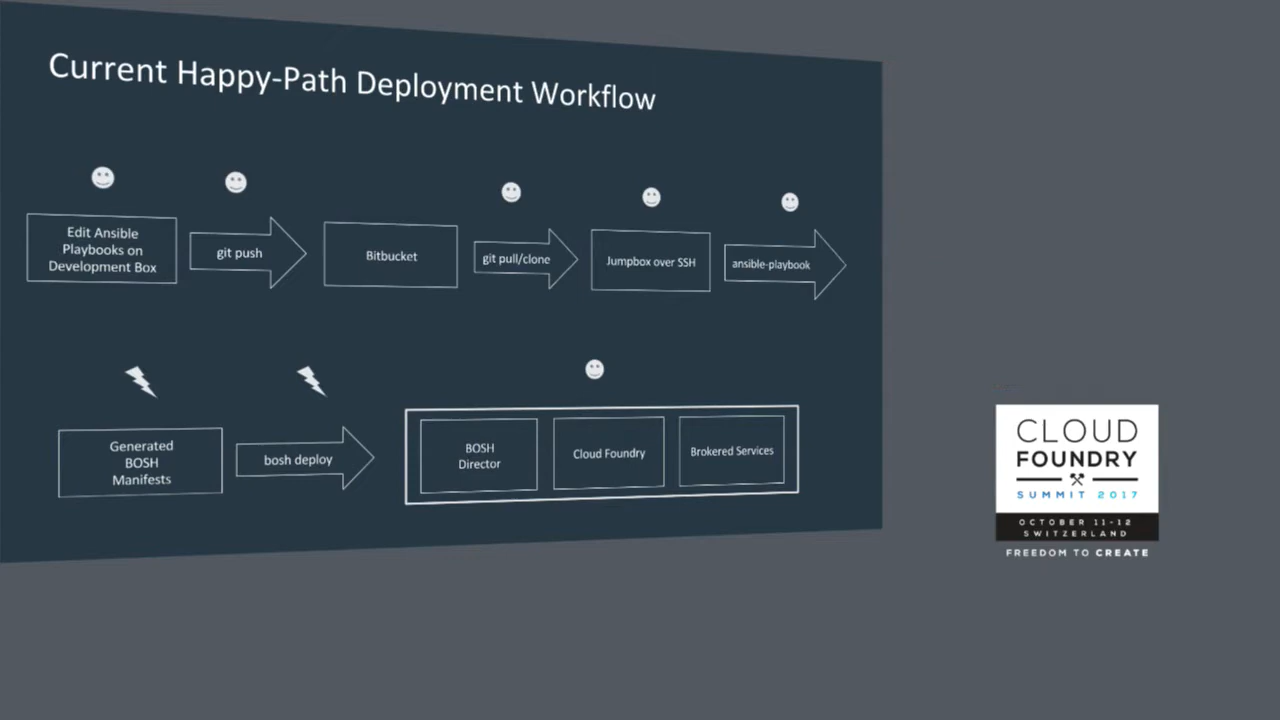 Current Happy-Path Deployment Workflow
Edit Ansible
Playbooks on
Development Box
git push
Bitbucket
git pull/clone
Jumpbox over SSH
ansible-playbook
Generated
BOSH
Manifests
bosh deploy
BOSH
Director
Cloud Foundry
Brokered Services
CLOUD
FOUNDRY
SUMMIT 2017
OCTOBER 11-12
SWITZERLAND
FREEDOM TO CREATE